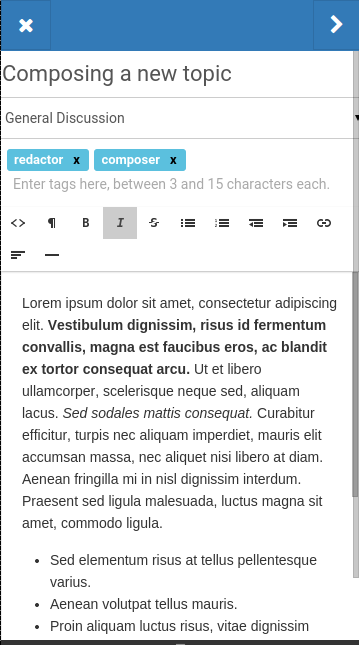 Composing a new topic
General Discussion
redactor x composer x
Enter tags here, between 3 and 15 characters each.
<> ¶ B I S
Lorem ipsum dolor sit amet, consectetur adipiscing
elit. Vestibulum dignissim, risus id fermentum
convallis, magna est faucibus eros, ac blandit
ex tortor consequat arcu. Ut et libero
ullamcorper, scelerisque neque sed, aliquam
lacus. Sed sodales mattis consequat. Curabitur
efficitur, turpis nec aliquam imperdiet, mauris elit
accumsan massa, nec aliquet nisi libero at diam.
Aenean fringilla mi in nisl dignissim interdum.
Praesent sed ligula malesuada, luctus magna sit
amet, commodo ligula.
• Sed elementum risus at tellus pellentesque
varius.
• Aenean volutpat tellus mauris.
• Proin aliquam luctus risus, vitae dignissim